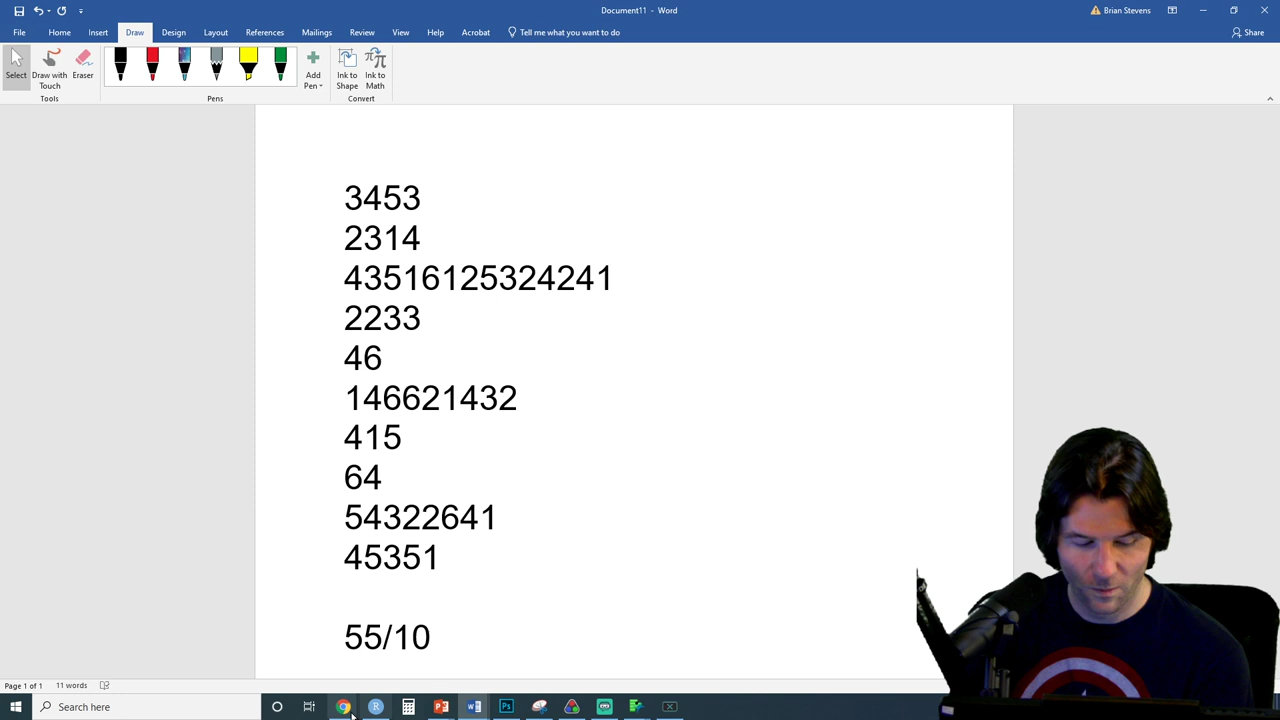 Document11 - Word
Brian Stevens
File Home Insert Draw Design Layout References Mailings Review View Help Acrobat Tell me what you want to do Share
Select
Draw with Touch
Eraser
Add Pen
Ink to Shape
Ink to Math
Tools
Pens
Convert
3453
2314
43516125324241
2233
46
146621432
415
64
54322641
45351
55/10
Page 1 of 1 11 words
Search here